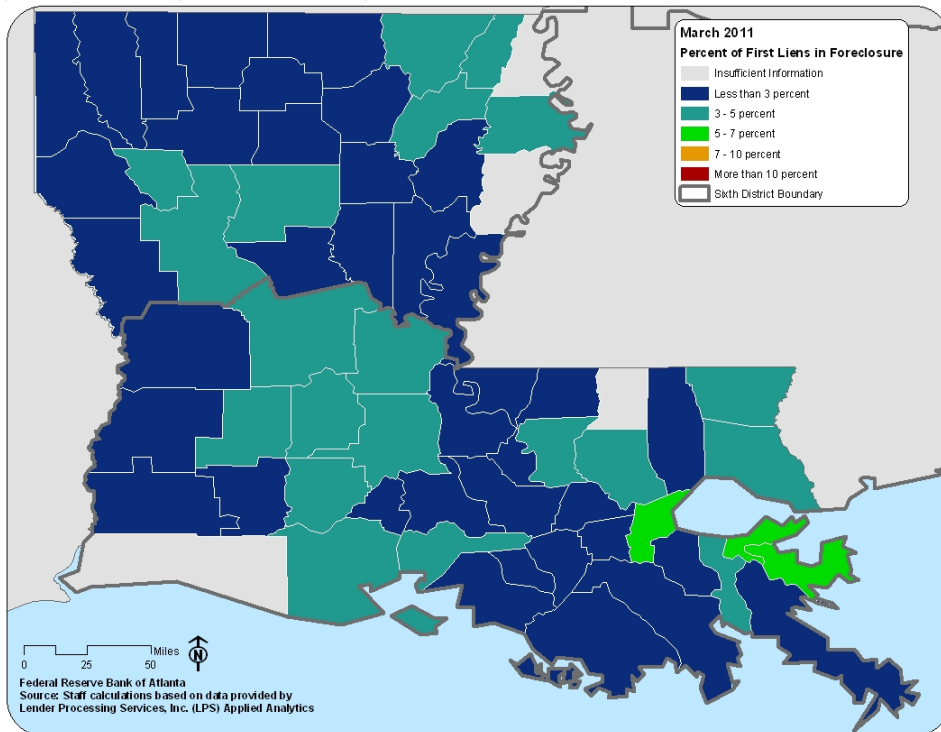 March 2011
Percent of First Liens in Foreclosure
Insufficient Information
Less than 3 percent
3 - 5 percent
5 - 7 percent
7 - 10 percent
More than 10 percent
Sixth District Boundary
Miles
0 25 50
N
Federal Reserve Bank of Atlanta
Source: Staff calculations based on data provided by
Lender Processing Services, Inc. (LPS) Applied Analytics